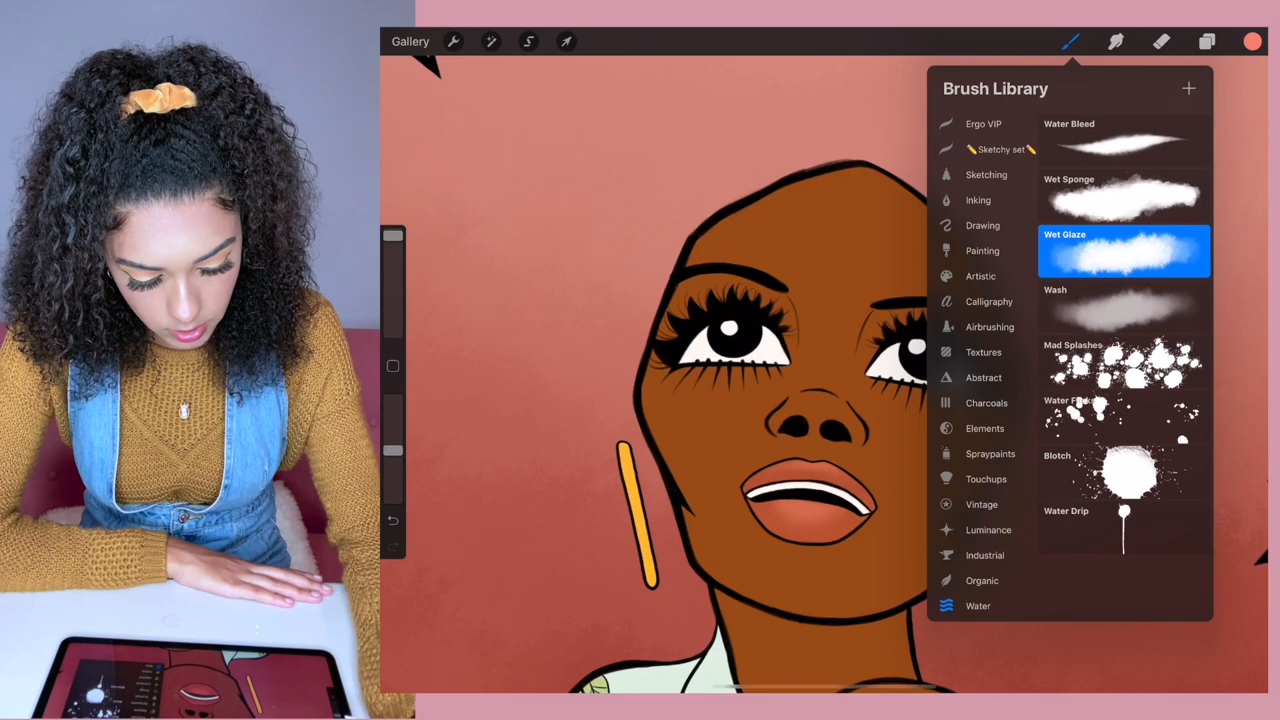 Gallery
Brush Library
Ergo VIP
✏️Sketchy set✏️
Sketching
Inking
Drawing
Painting
Artistic
Calligraphy
Airbrushing
Textures
Abstract
Charcoals
Elements
Spraypaints
Touchups
Vintage
Luminance
Industrial
Organic
Water
Water Bleed
Wet Sponge
Wet Glaze
Wash
Mad Splashes
Water
Blotch
Water Drip